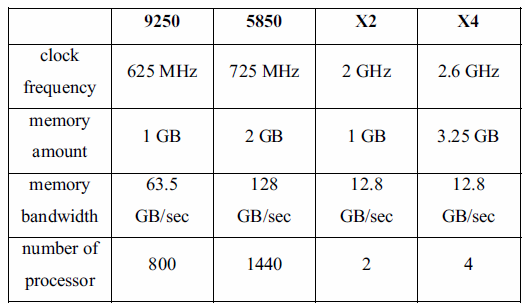 9250 5850 X2 X4
clock frequency 625 MHz 725 MHz 2 GHz 2.6 GHz
memory amount 1 GB 2 GB 1 GB 3.25 GB
memory bandwidth 63.5 GB/sec 128 GB/sec 12.8 GB/sec 12.8 GB/sec
number of processor 800 1440 2 4